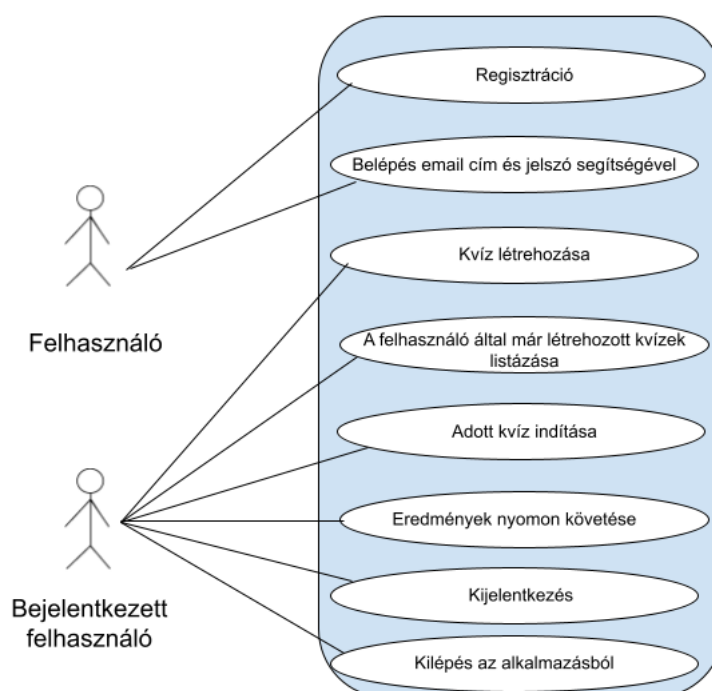 Regisztráció
Belépés email cím és jelszó segítségével
Kvíz létrehozása
Felhasználó
A felhasználó által már létrehozott kvízek
listázása
Adott kvíz indítása
Eredmények nyomon követése
Kijelentkezés
Bejelentkezett
felhasználó
Kilépés az alkalmazásból